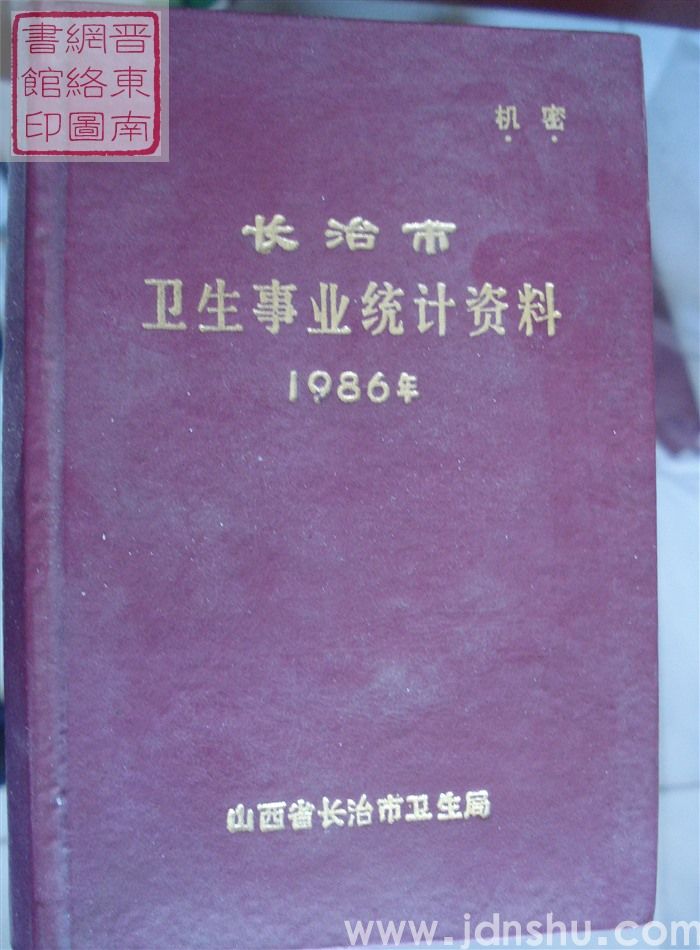 晋東南
網絡圖
書館印
机密
长治市
卫生事业统计资料
1986年
山西省长治市卫生局
www.jdnshu.com